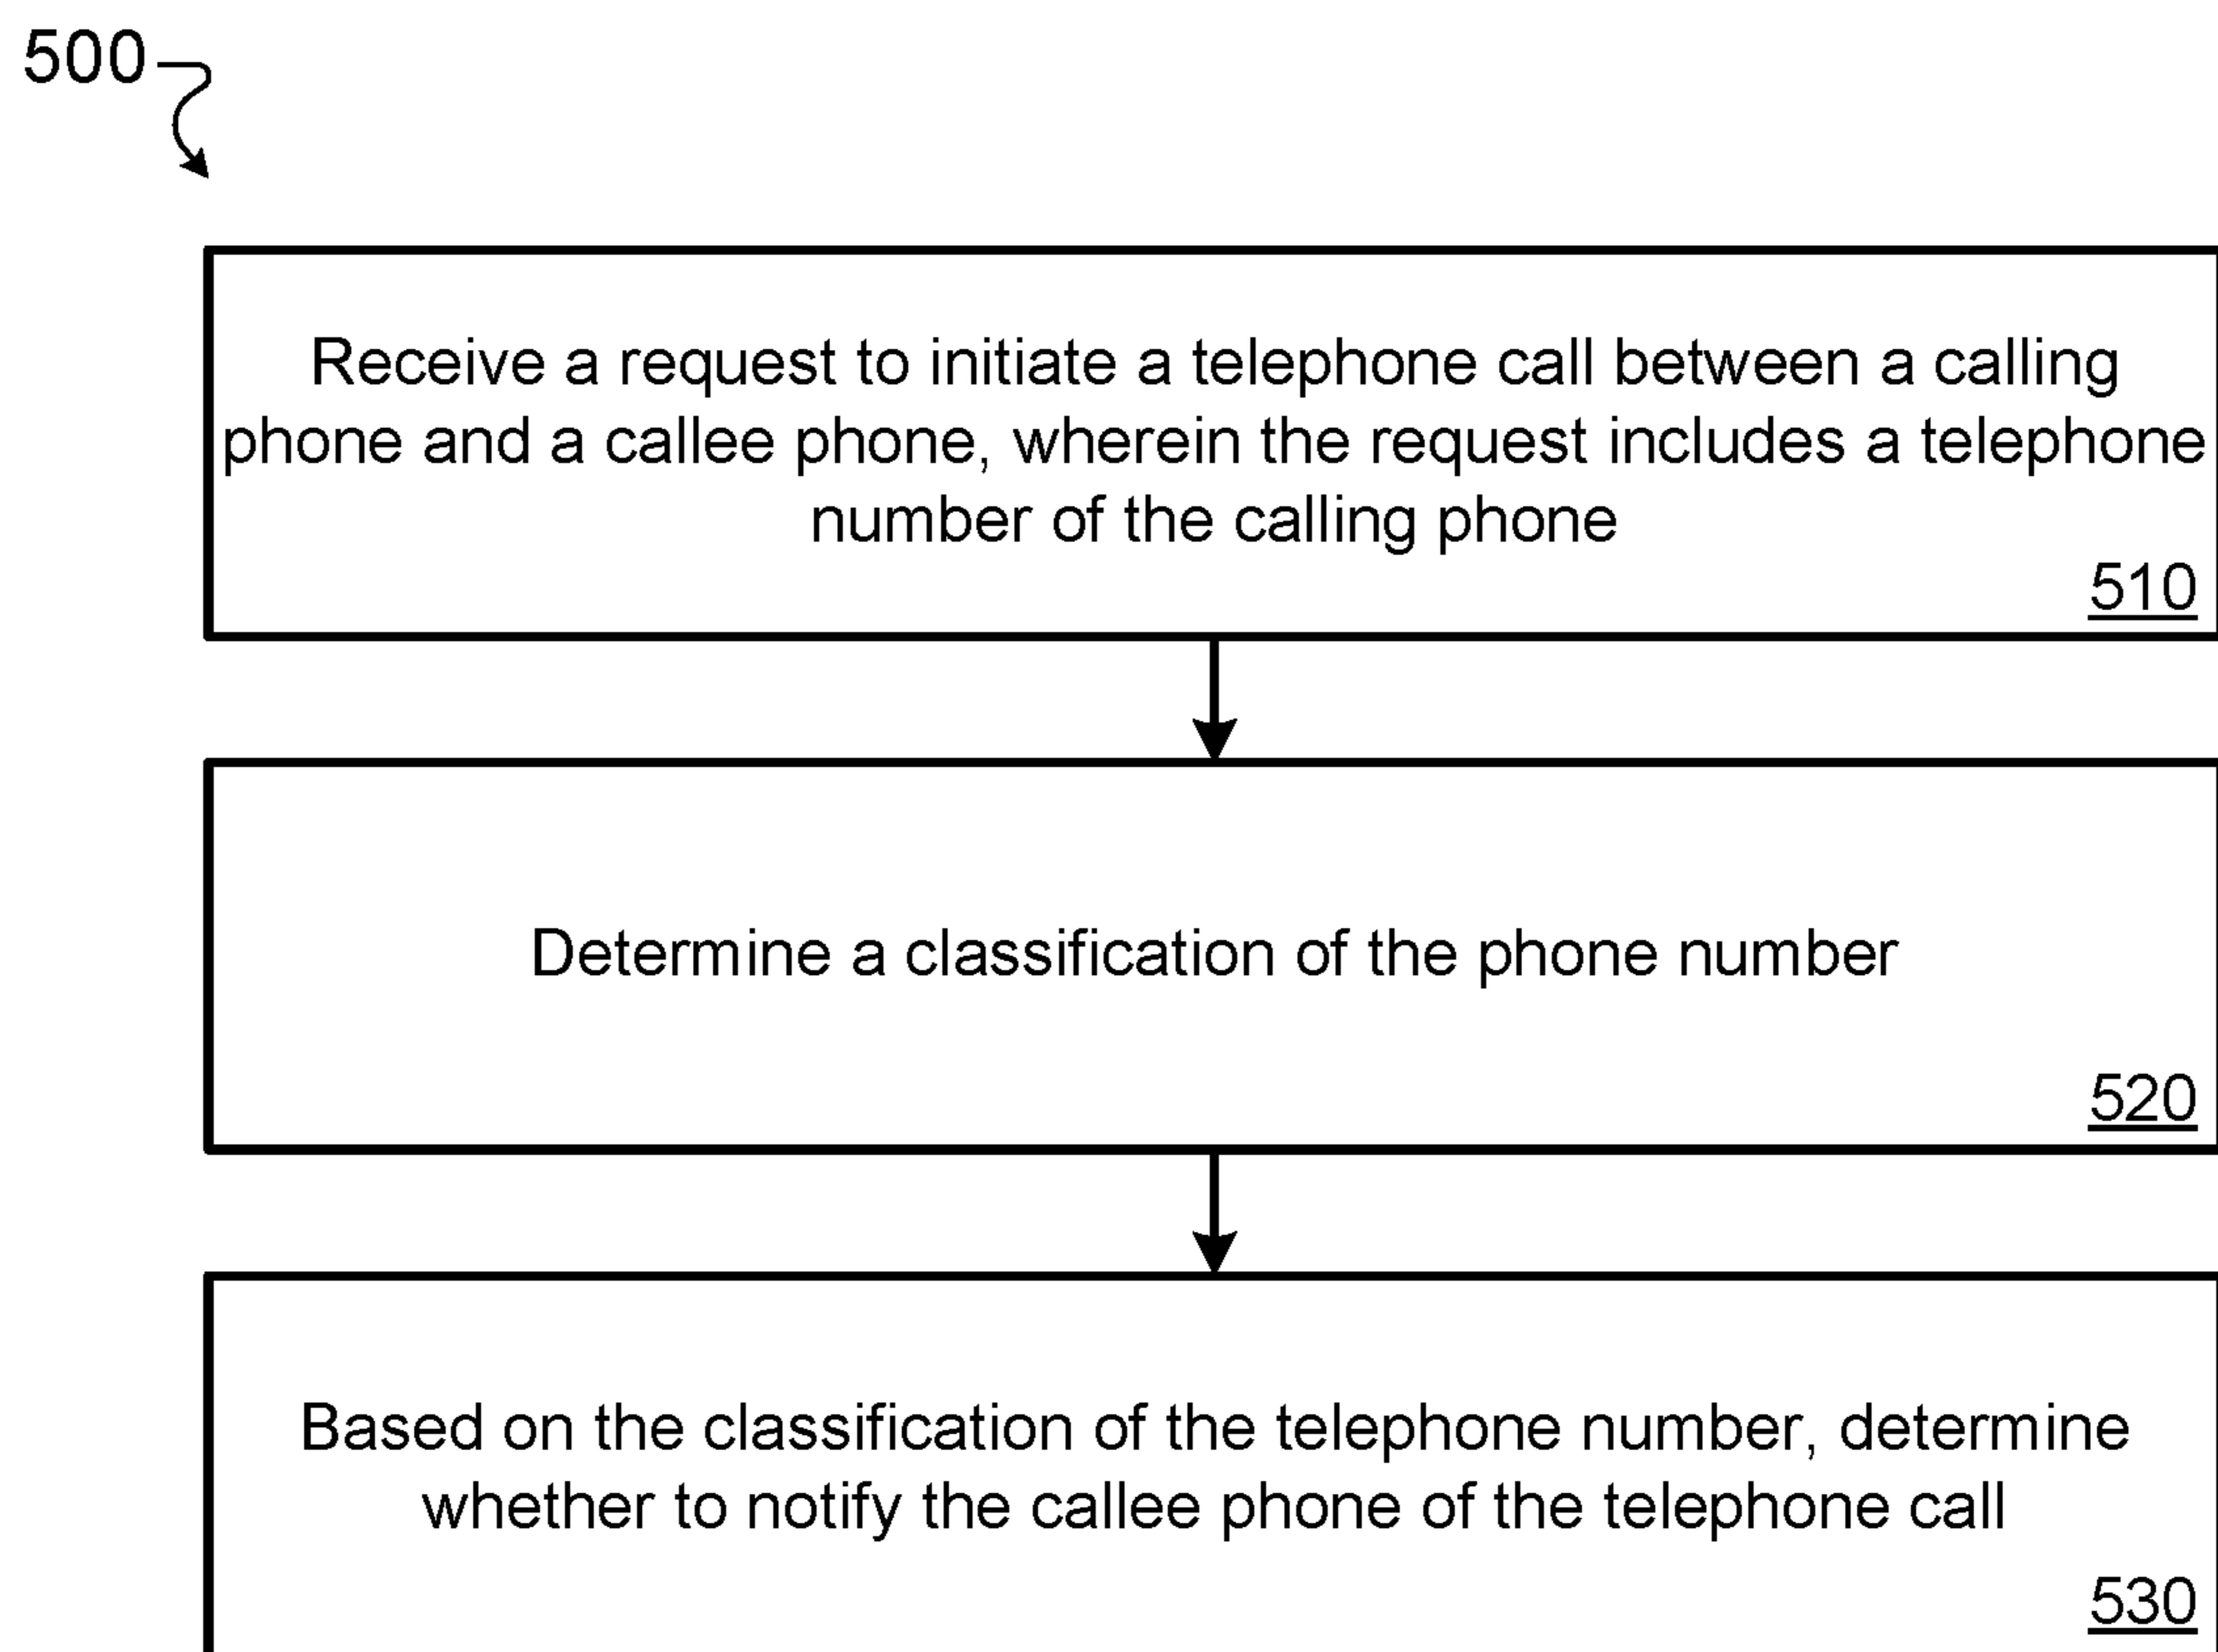 500
Receive a request to initiate a telephone call between a calling
phone and a callee phone, wherein the request includes a telephone
number of the calling phone
510
Determine a classification of the phone number
520
Based on the classification of the telephone number, determine
whether to notify the callee phone of the telephone call
530